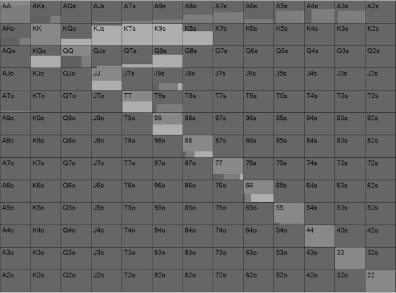 AA AKs AQs AJs ATs A9s A8s A7s A6s A5s A4s A3s A2s
AKo KK KQs KJs KTs K9s K8s K7s K6s K5s K4s K3s K2s
AQo KQo QQ QJs QTs Q9s Q8s Q7s Q6s Q5s Q4s Q3s Q2s
AJo KJo QJo JJ JTs J9s J8s J7s J6s J5s J4s J3s J2s
ATo KTo QTo JTo TT T9s T8s T7s T6s T5s T4s T3s T2s
A9o K9o Q9o J9o T9o 99 98s 97s 96s 95s 94s 93s 92s
A8o K8o Q8o J8o T8o 98o 88 87s 86s 85s 84s 83s 82s
A7o K7o Q7o J7o T7o 97o 87o 77 76s 75s 74s 73s 72s
A6o K6o Q6o J6o T6o 96o 86o 76o 66 65s 64s 63s 62s
A5o K5o Q5o J5o T5o 95o 85o 75o 65o 55 54s 53s 52s
A4o K4o Q4o J4o T4o 94o 84o 74o 64o 54o 44 43s 42s
A3o K3o Q3o J3o T3o 93o 83o 73o 63o 53o 43o 33 32s
A2o K2o Q2o J2o T2o 92o 82o 72o 62o 52o 42o 32o 22